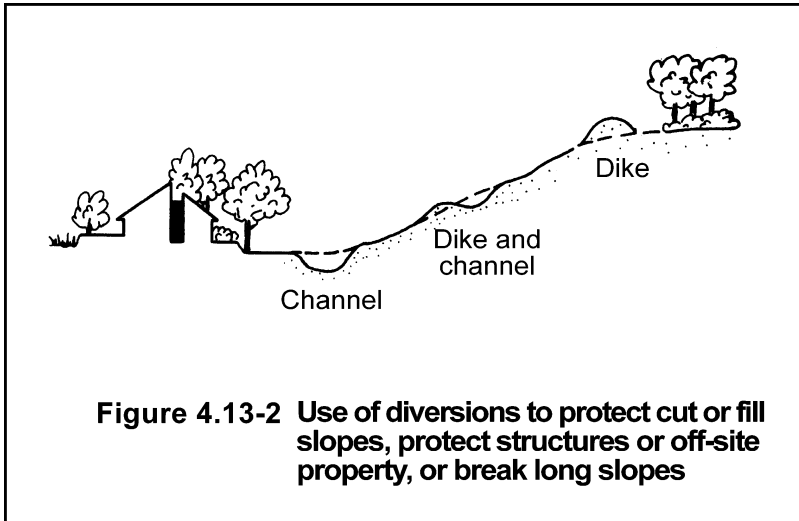 Dike
Dike and
channel
Channel
Figure 4.13-2 Use of diversions to protect cut or fill
slopes, protect structures or off-site
property, or break long slopes